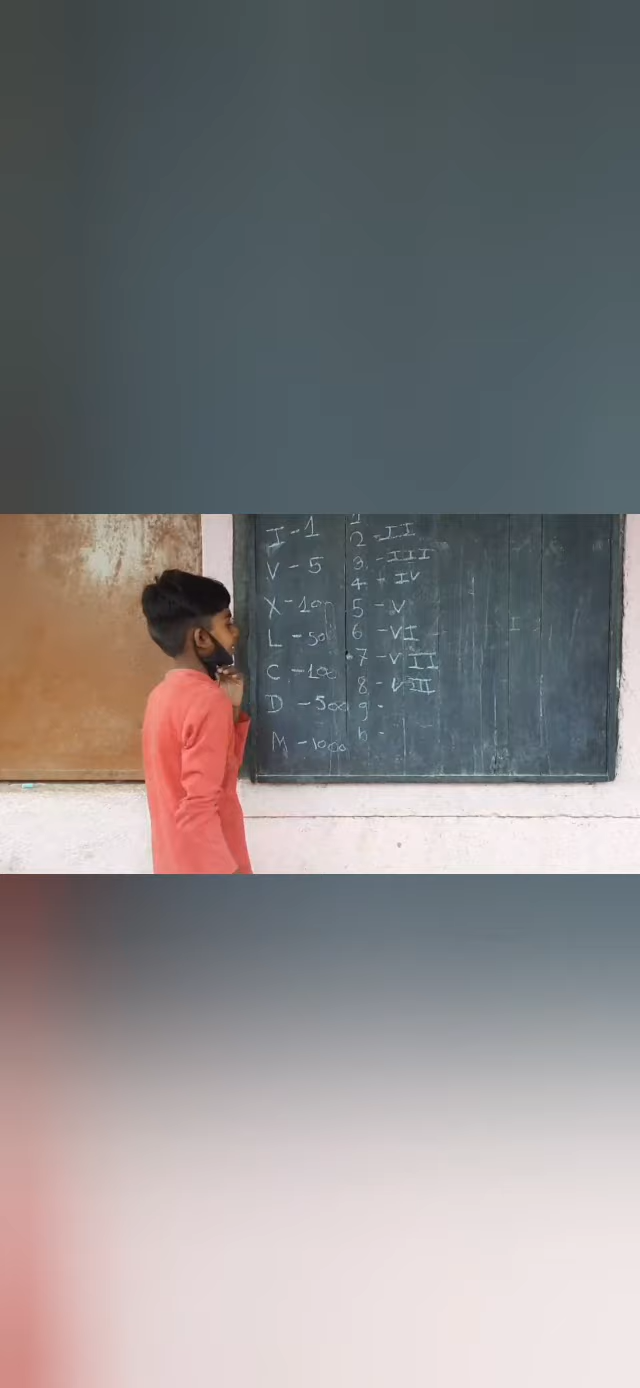 I - 1
V - 5
X - 100
L - 50
C - 100
D - 500
M - 1000
1
2 - II
3 - III
4 - IV
5 - V
6 - VI
7 - VII
8 - VIII
9 -